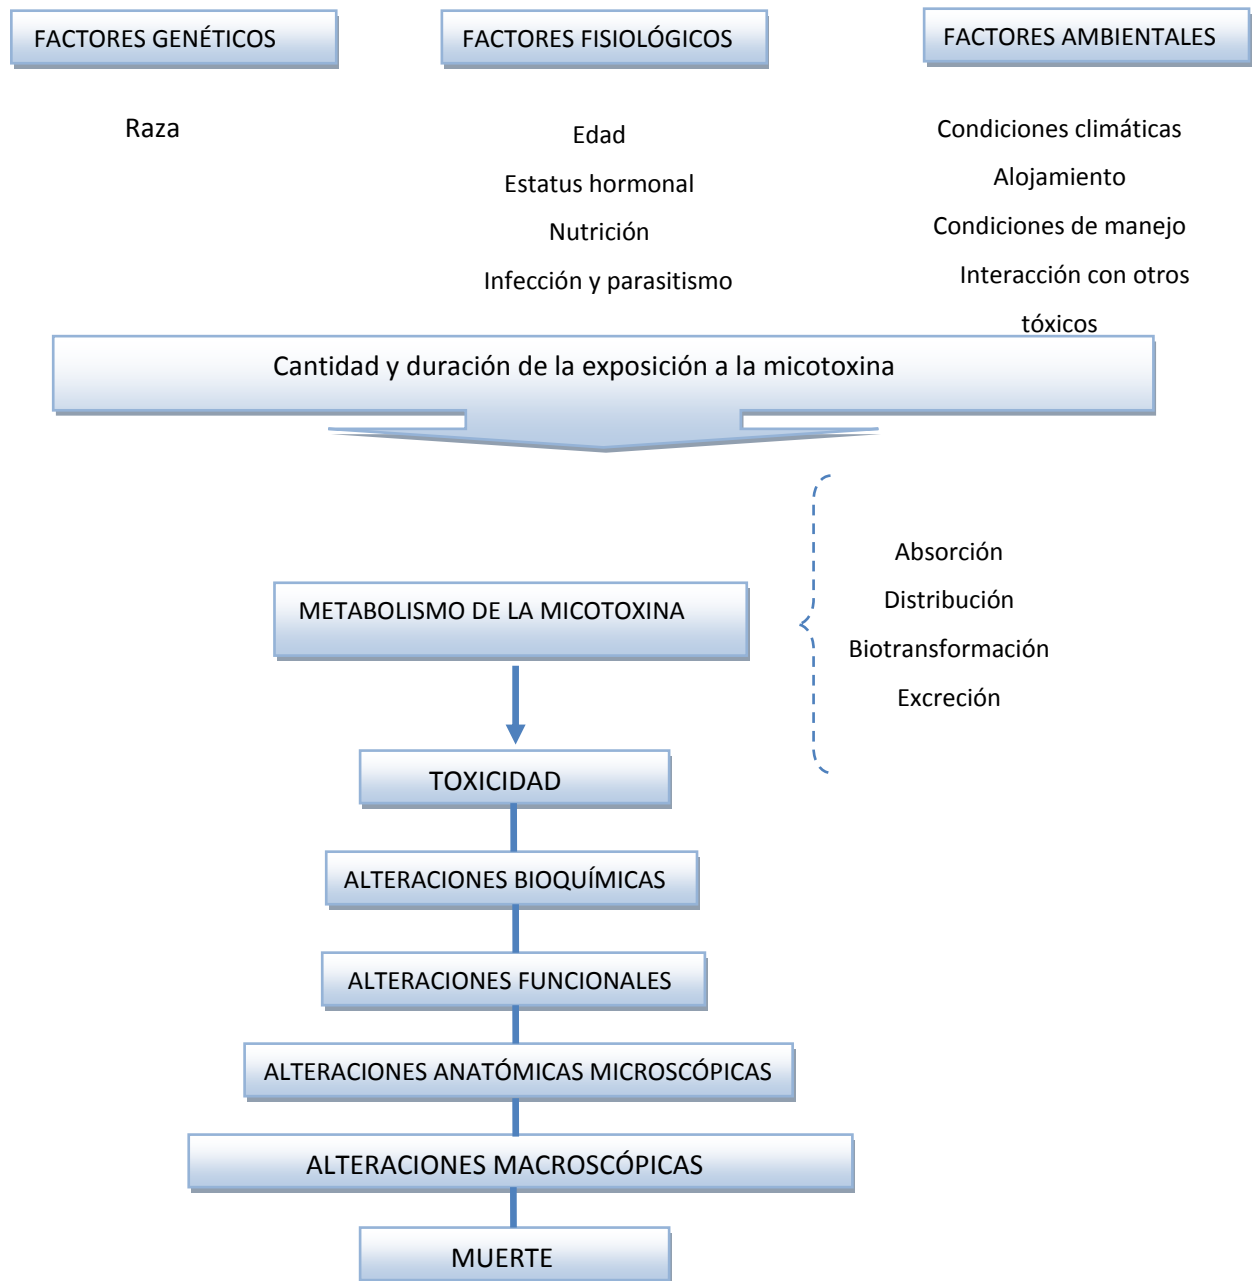 FACTORES GENÉTICOS
Raza
FACTORES FISIOLÓGICOS
Edad
Estatus hormonal
Nutrición
Infección y parasitismo
FACTORES AMBIENTALES
Condiciones climáticas
Alojamiento
Condiciones de manejo
Interacción con otros
tóxicos
Cantidad y duración de la exposición a la micotoxina
METABOLISMO DE LA MICOTOXINA
Absorción
Distribución
Biotransformación
Excreción
TOXICIDAD
ALTERACIONES BIOQUÍMICAS
ALTERACIONES FUNCIONALES
ALTERACIONES ANATÓMICAS MICROSCÓPICAS
ALTERACIONES MACROSCÓPICAS
MUERTE